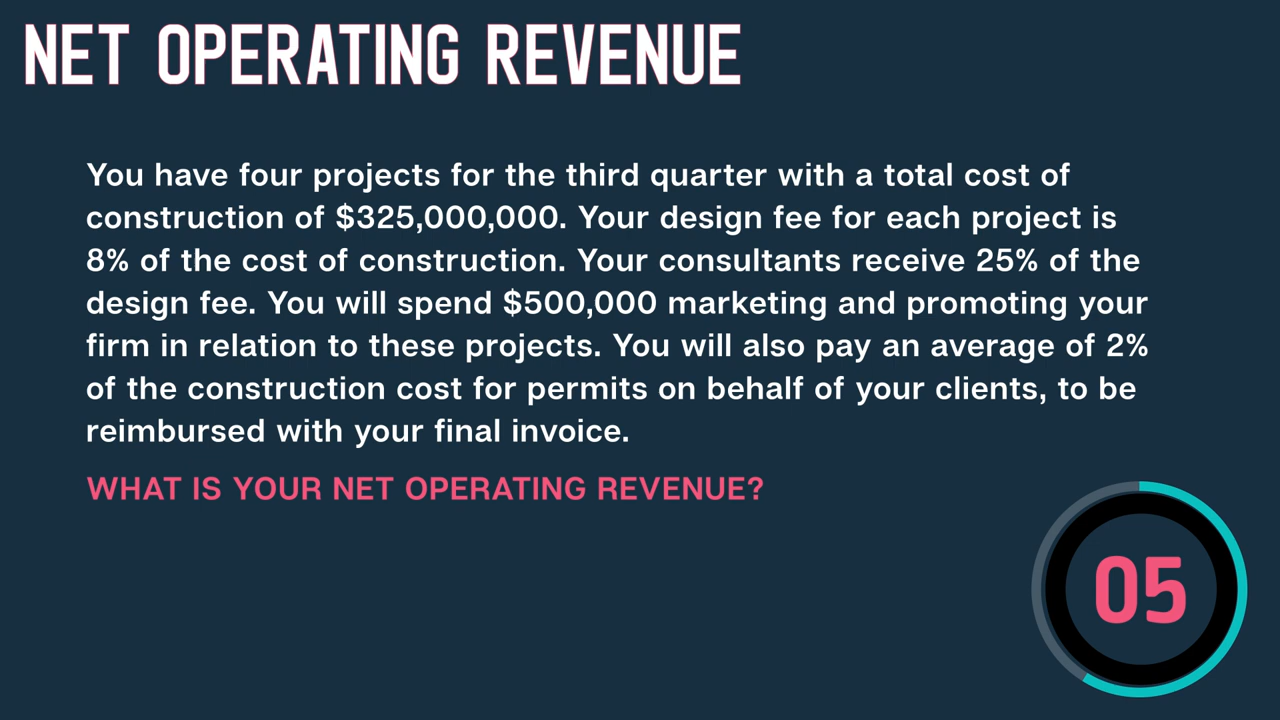 NET OPERATING REVENUE
You have four projects for the third quarter with a total cost of
construction of $325,000,000. Your design fee for each project is
8% of the cost of construction. Your consultants receive 25% of the
design fee. You will spend $500,000 marketing and promoting your
firm in relation to these projects. You will also pay an average of 2%
of the construction cost for permits on behalf of your clients, to be
reimbursed with your final invoice.
WHAT IS YOUR NET OPERATING REVENUE?
05